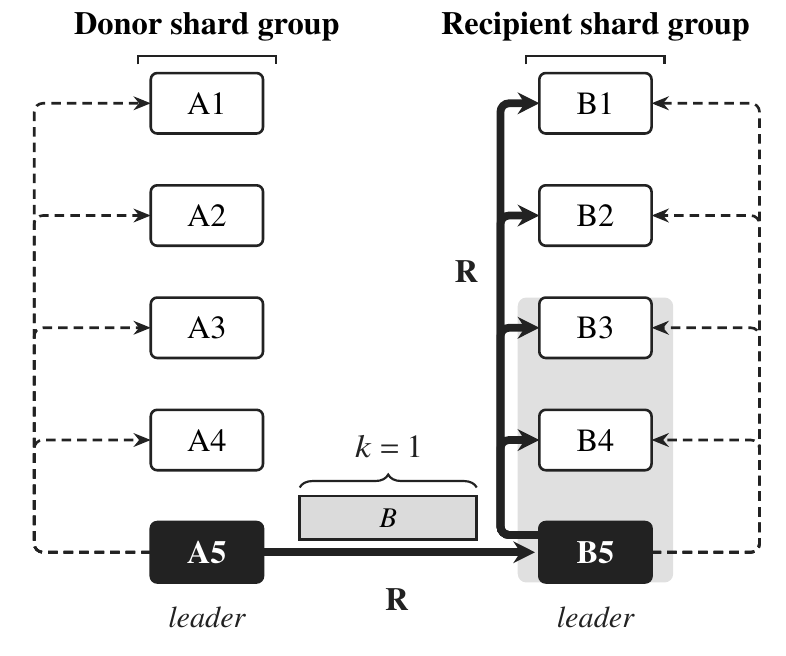 Donor shard group
Recipient shard group
A1
B1
A2
B2
R
A3
B3
A4
B4
k = 1
B
A5
B5
R
leader
leader